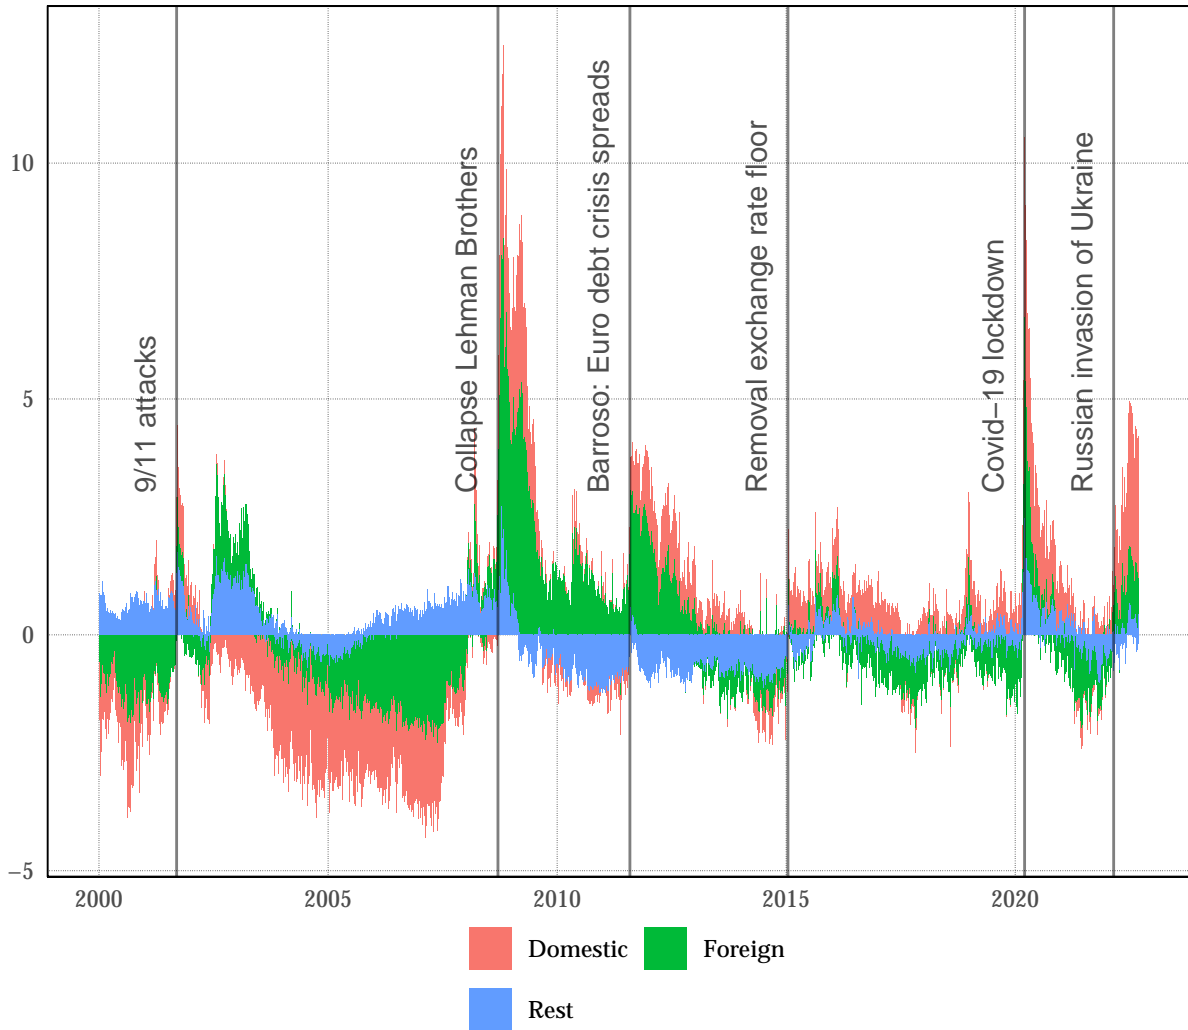 10
5
0
−5
9/11 attacks
Collapse Lehman Brothers
Barroso: Euro debt crisis spreads
Removal exchange rate floor
Covid−19 lockdown
Russian invasion of Ukraine
2000
2005
2010
2015
2020
Domestic
Foreign
Rest